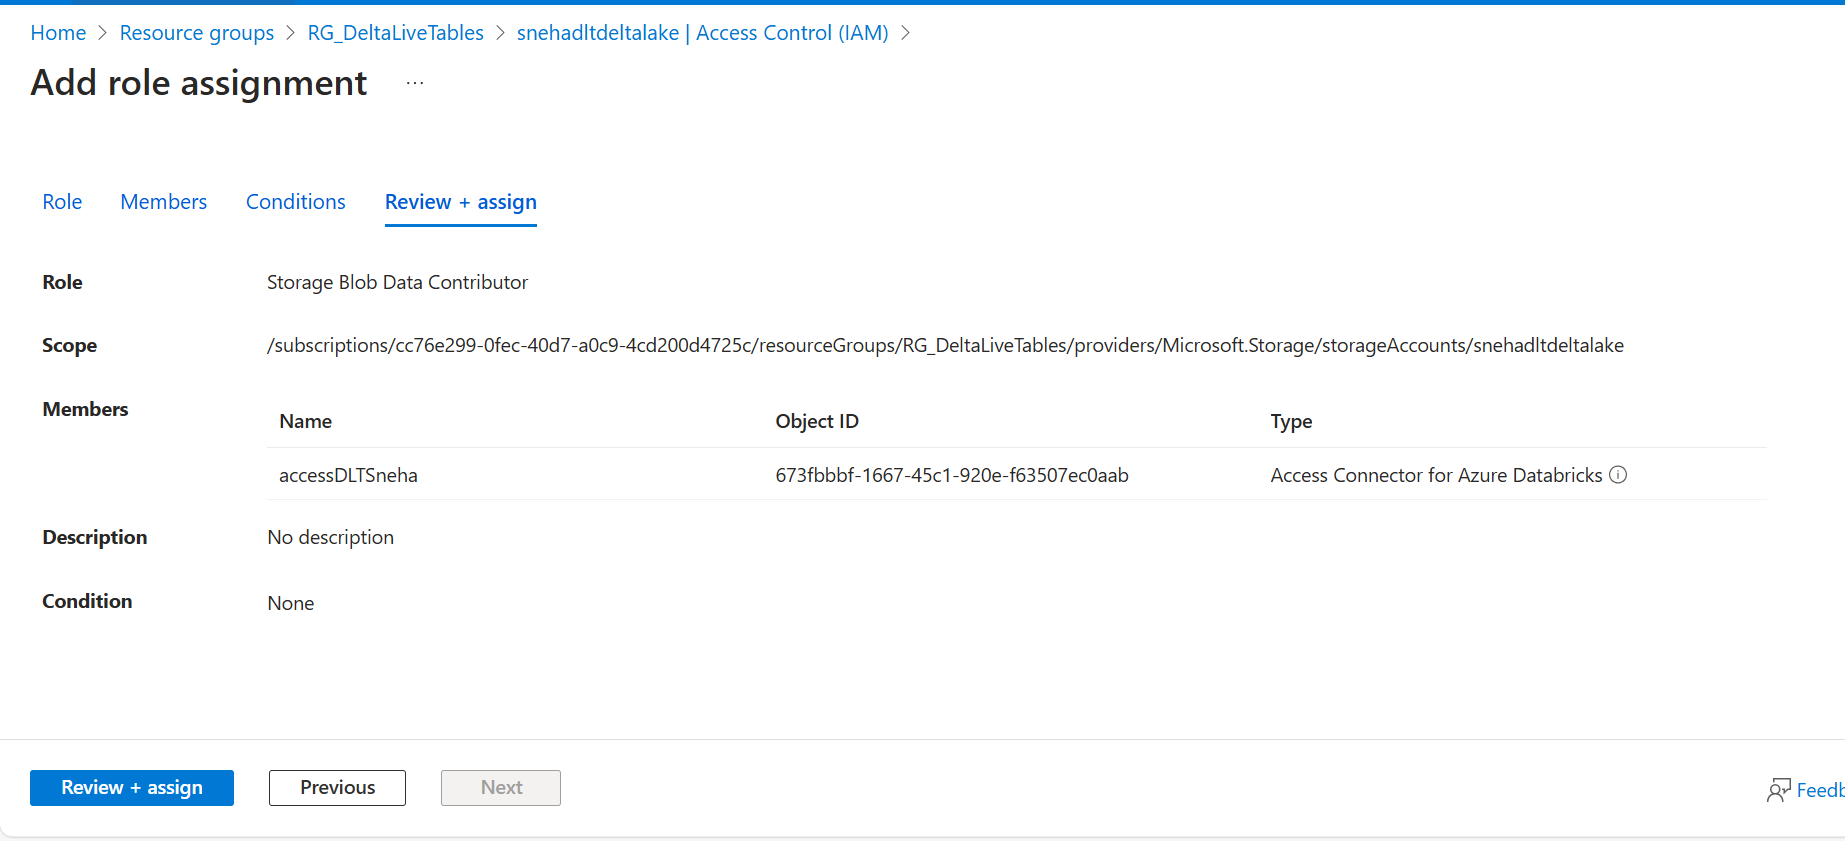 Home > Resource groups > RG_DeltaLiveTables > snehadltdeltalake | Access Control (IAM) >
Add role assignment ...
Role Members Conditions Review + assign
Role Storage Blob Data Contributor
Scope /subscriptions/cc76e299-0fec-40d7-a0c9-4cd200d4725c/resourceGroups/RG_DeltaLiveTables/providers/Microsoft.Storage/storageAccounts/snehadltdeltalake
Members Name Object ID Type
accessDLTSneha 673fbbbf-1667-45c1-920e-f63507ec0aab Access Connector for Azure Databricks
Description No description
Condition None
Review + assign Previous Next Feedb